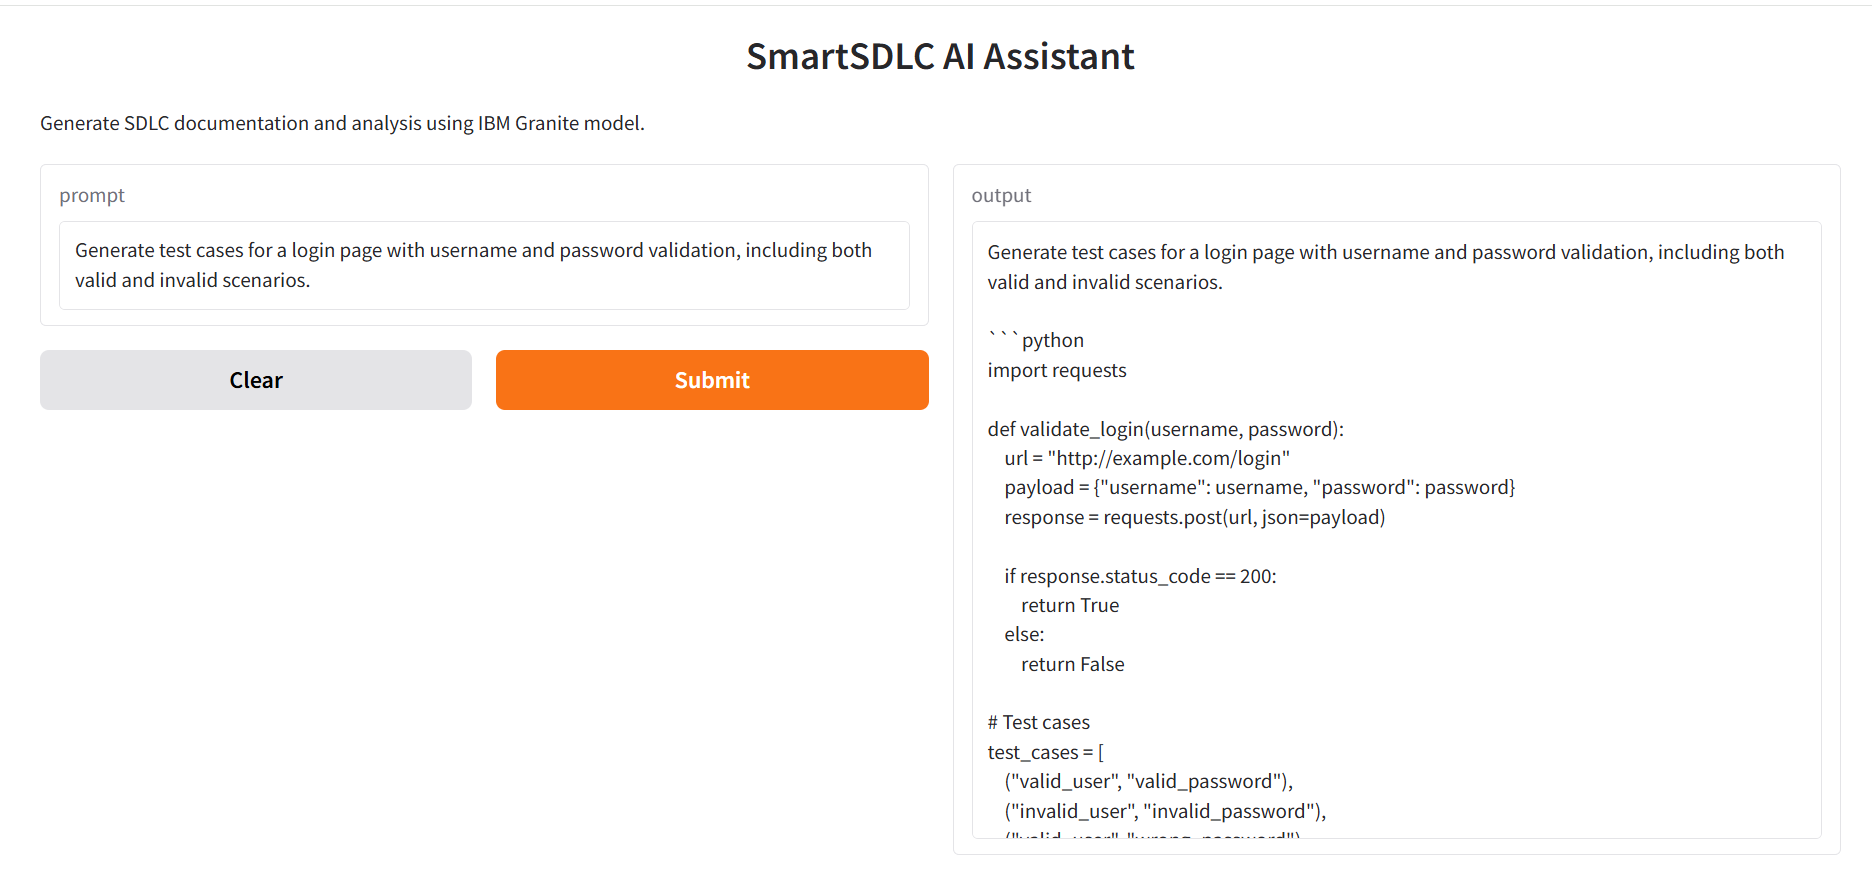 SmartSDLC AI Assistant
Generate SDLC documentation and analysis using IBM Granite model.
prompt
Generate test cases for a login page with username and password validation, including both
valid and invalid scenarios.
Clear
Submit
output
Generate test cases for a login page with username and password validation, including both
valid and invalid scenarios.
```python
import requests
def validate_login(username, password):
    url = "http://example.com/login"
    payload = {"username": username, "password": password}
    response = requests.post(url, json=payload)
    if response.status_code == 200:
        return True
    else:
        return False
# Test cases
test_cases = [
    ("valid_user", "valid_password"),
    ("invalid_user", "invalid_password"),
    ("valid_user", "wrong_password")